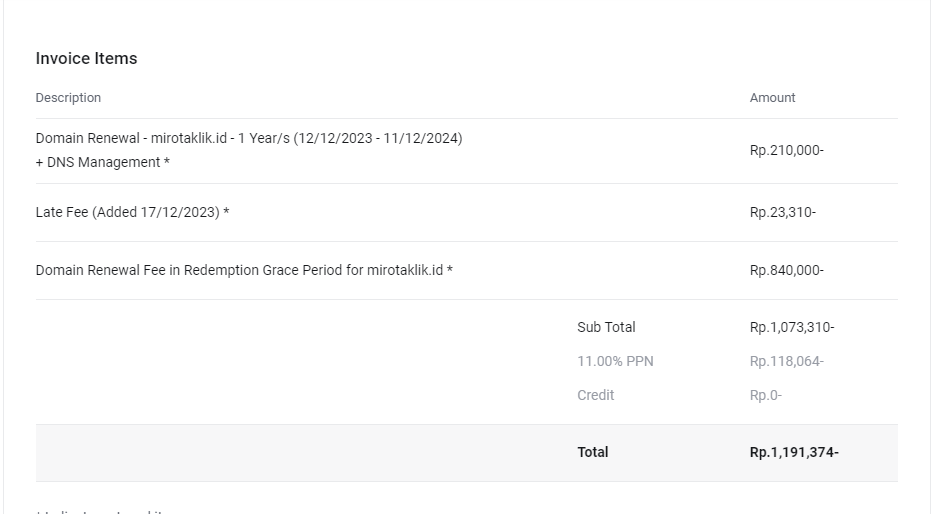 Invoice Items
Description Amount
Domain Renewal - mirotaklik.id - 1 Year/s (12/12/2023 - 11/12/2024)
+ DNS Management *
Rp.210,000-
Late Fee (Added 17/12/2023) * Rp.23,310-
Domain Renewal Fee in Redemption Grace Period for mirotaklik.id * Rp.840,000-
Sub Total Rp.1,073,310-
11.00% PPN Rp.118,064-
Credit Rp.0-
Total Rp.1,191,374-